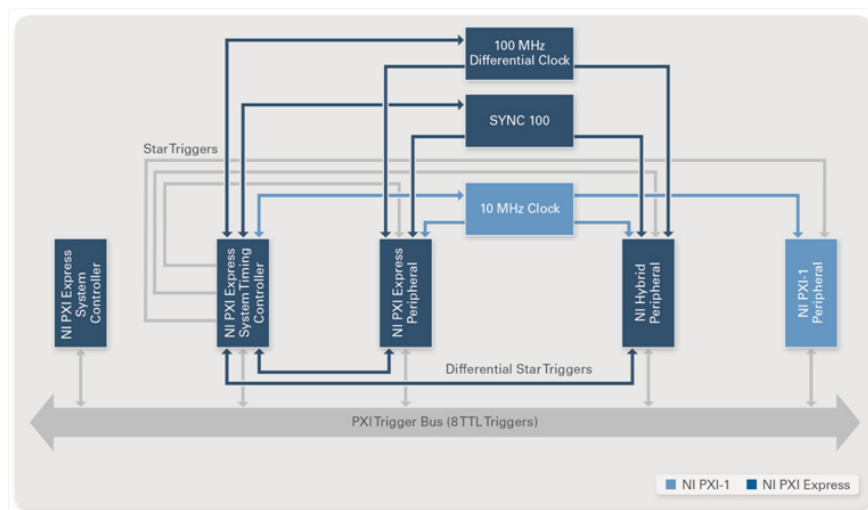 100 MHz
Differential Clock
SYNC 100
Star Triggers
10 MHz Clock
NI PXI Express
System
Controller
NI PXI Express
System Timing
Controller
NI PXI Express
Peripheral
NI Hybrid
Peripheral
NI PXI-1
Peripheral
Differential Star Triggers
PXI Trigger Bus (8 TTL Triggers)
NI PXI-1
NI PXI Express